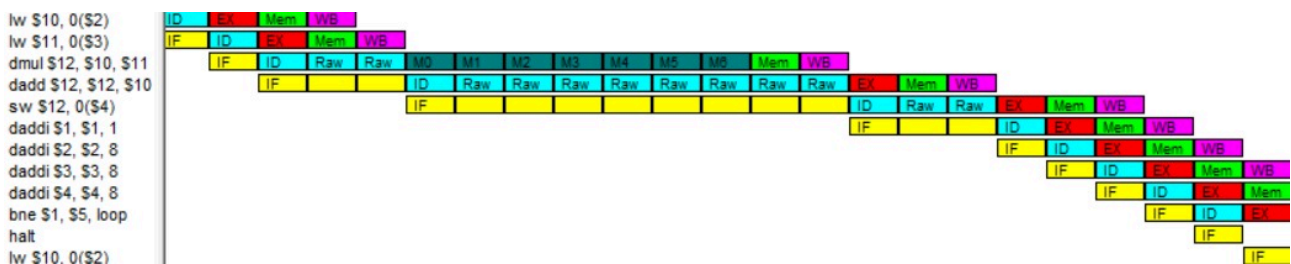 lw $10, 0($2) ID EX Mem WB
lw $11, 0($3) IF ID EX Mem WB
dmul $12, $10, $11 IF ID Raw Raw M0 M1 M2 M3 M4 M5 M6 Mem WB
dadd $12, $12, $10 IF ID Raw Raw Raw Raw Raw Raw Raw Raw EX Mem WB
sw $12, 0($4) IF ID Raw Raw EX Mem WB
daddi $1, $1, 1 IF ID EX Mem WB
daddi $2, $2, 8 IF ID EX Mem WB
daddi $3, $3, 8 IF ID EX Mem WB
daddi $4, $4, 8 IF ID EX Mem
bne $1, $5, loop IF ID EX
halt IF
lw $10, 0($2) IF